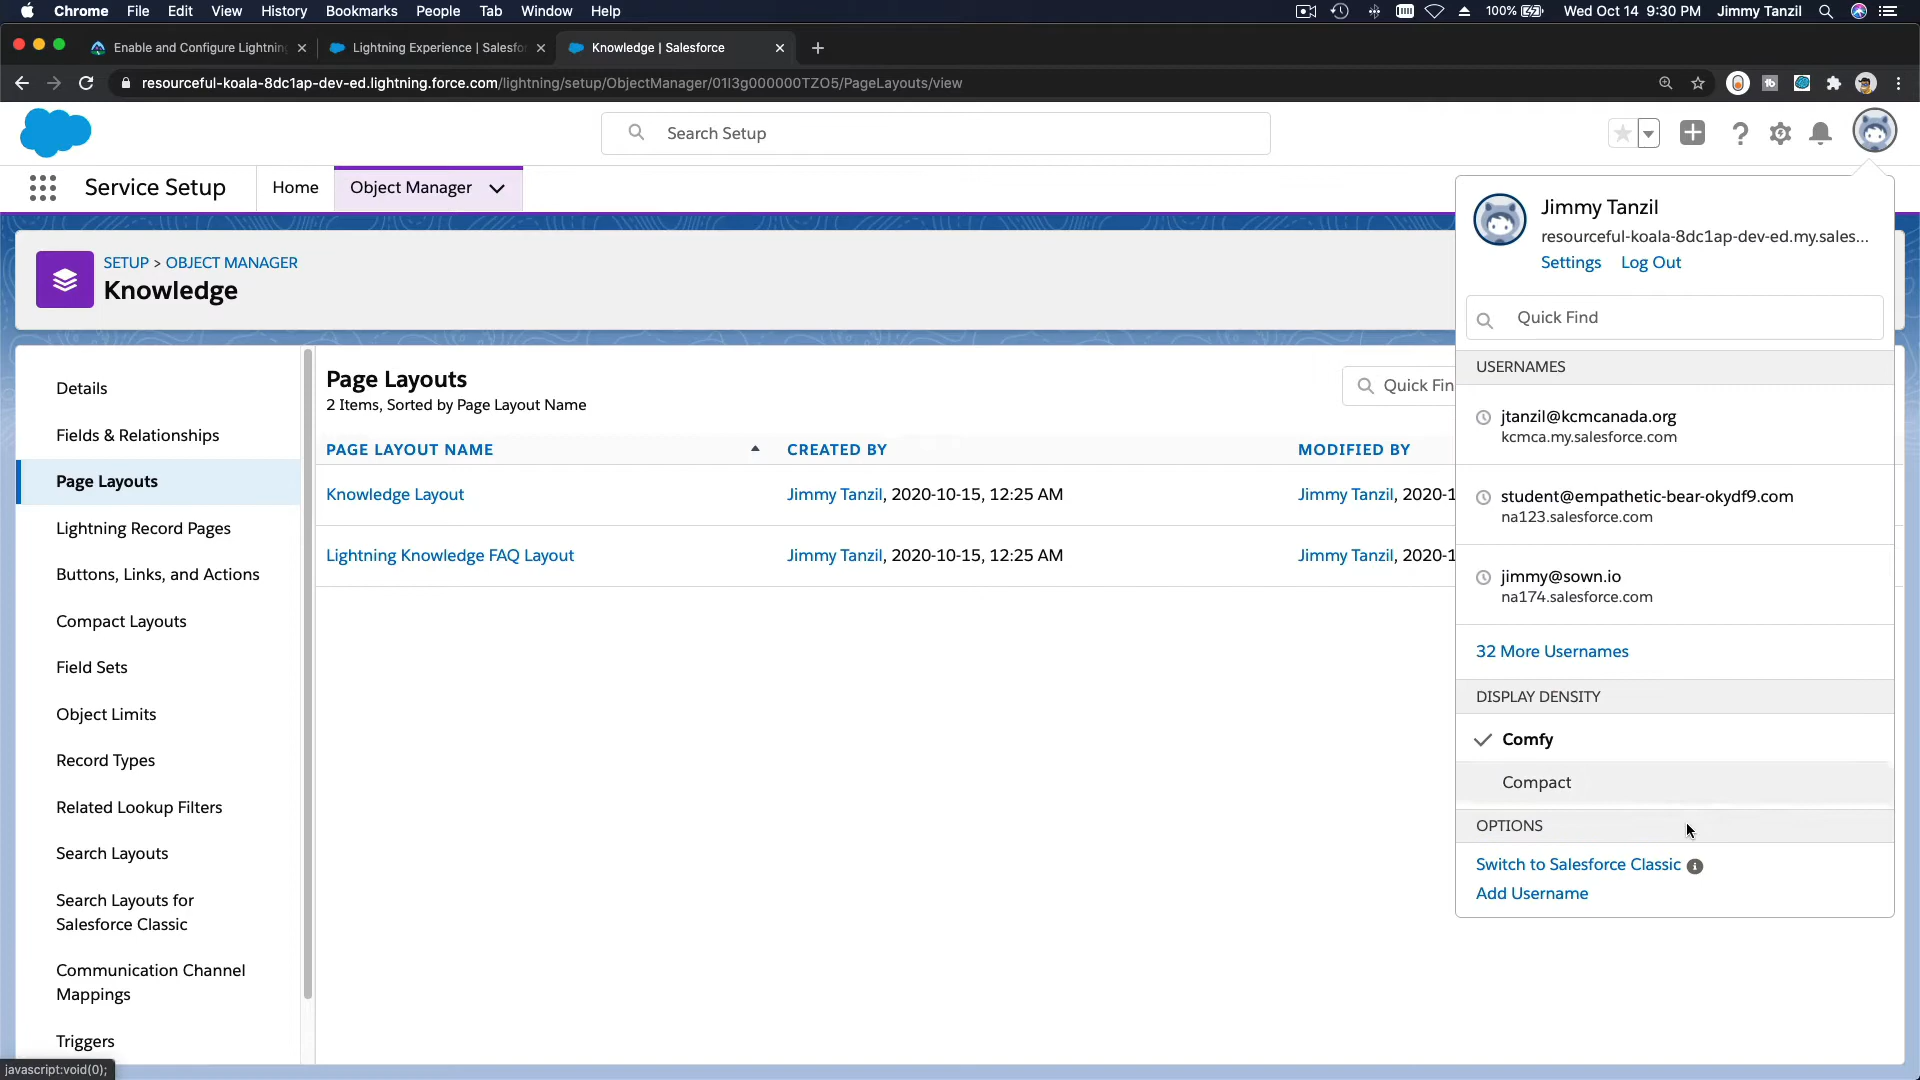 Chrome File Edit View History Bookmarks People Tab Window Help 100% Wed Oct 14 9:30 PM Jimmy Tanzil
Enable and Configure Lightning Lightning Experience | Salesfor Knowledge | Salesforce
resourceful-koala-8dc1ap-dev-ed.lightning.force.com/lightning/setup/ObjectManager/01I3g000000TZO5/PageLayouts/view
Search Setup
Service Setup Home Object Manager
SETUP > OBJECT MANAGER
Knowledge
Details
Fields & Relationships
Page Layouts
Lightning Record Pages
Buttons, Links, and Actions
Compact Layouts
Field Sets
Object Limits
Record Types
Related Lookup Filters
Search Layouts
Search Layouts for
Salesforce Classic
Communication Channel
Mappings
Triggers
javascript:void(0);
Page Layouts
2 Items, Sorted by Page Layout Name
Quick Fin
PAGE LAYOUT NAME CREATED BY MODIFIED BY
Knowledge Layout Jimmy Tanzil, 2020-10-15, 12:25 AM Jimmy Tanzil, 2020-1
Lightning Knowledge FAQ Layout Jimmy Tanzil, 2020-10-15, 12:25 AM Jimmy Tanzil, 2020-1
Jimmy Tanzil
resourceful-koala-8dc1ap-dev-ed.my.sales...
Settings Log Out
Quick Find
USERNAMES
jtanzil@kcmcanada.org
kcmca.my.salesforce.com
student@empathetic-bear-okydf9.com
na123.salesforce.com
jimmy@sown.io
na174.salesforce.com
32 More Usernames
DISPLAY DENSITY
Comfy
Compact
OPTIONS
Switch to Salesforce Classic
Add Username